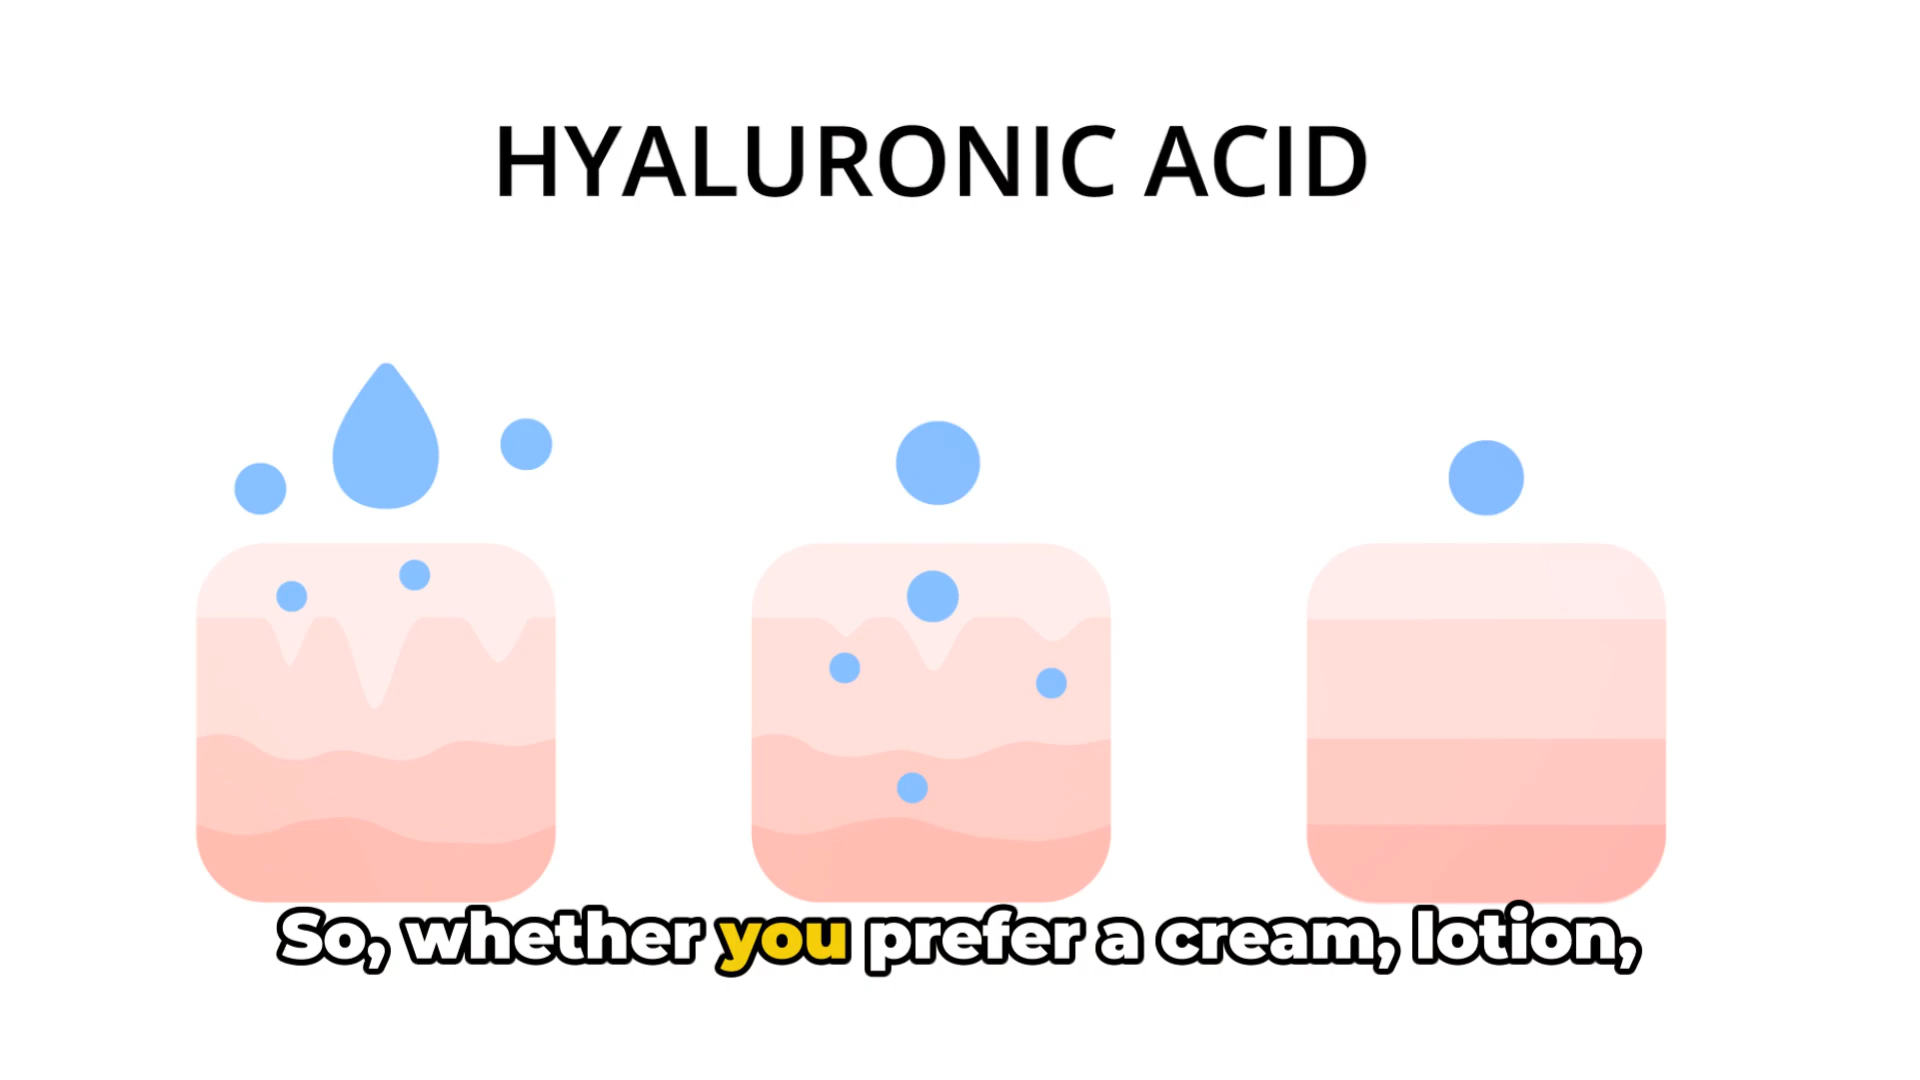 HYALURONIC ACID
So, whether you prefer a cream, lotion,